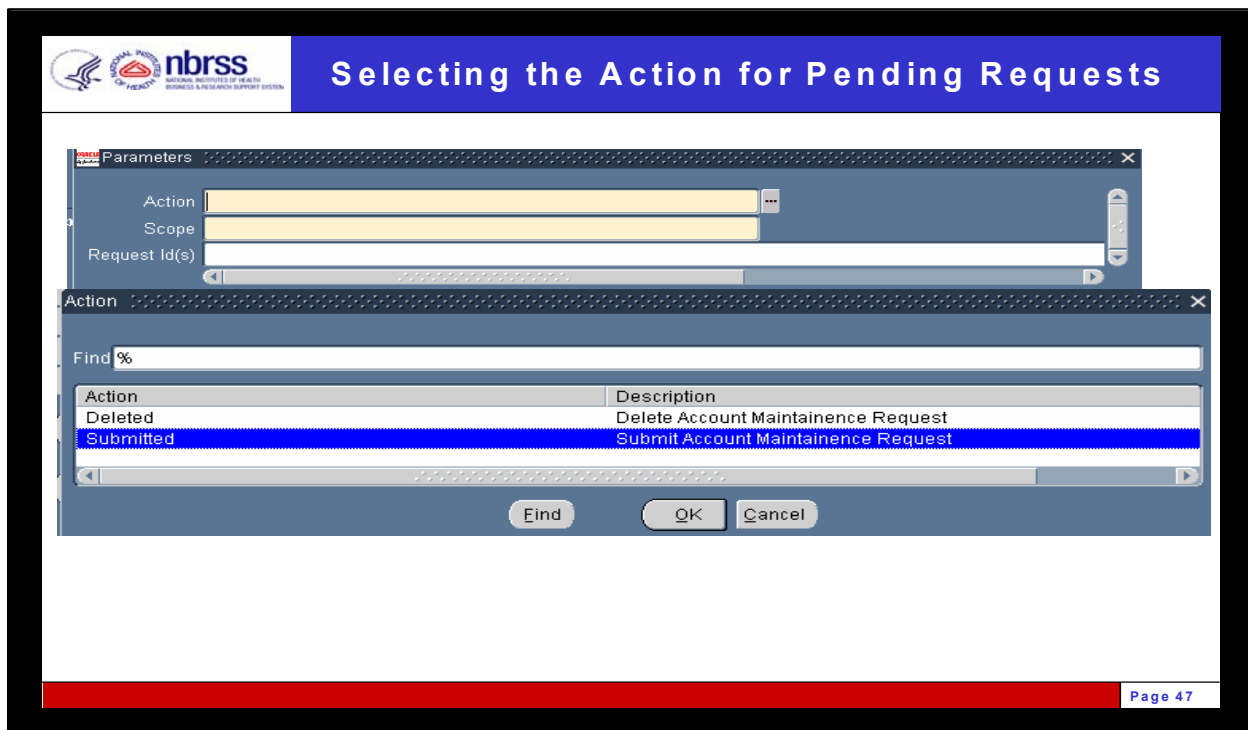 nbrss
NATIONAL INSTITUTES OF HEALTH
BUSINESS & RESEARCH SUPPORT SYSTEM
Selecting the Action for Pending Requests
Parameters
Action
Scope
Request Id(s)
Action
Find %
Action Description
Deleted Delete Account Maintainence Request
Submitted Submit Account Maintainence Request
Find OK Cancel
Page 47